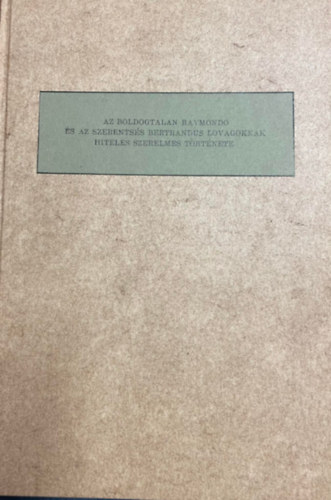 AZ BOLDOGTALAN RAYMONDO
ÉS AZ SZERENTSÉS BERTRANDUS LOVAGOKNAK
HITELES SZERELMES TÖRTÉNETE